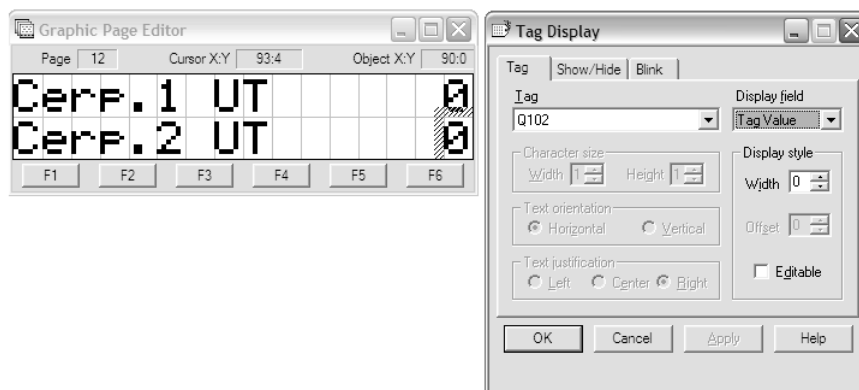 Graphic Page Editor
Page 12 Cursor X:Y 93:4 Object X:Y 90:0
Cerp.1 UT 0
Cerp.2 UT 0
F1 F2 F3 F4 F5 F6
Tag Display
Tag Show/Hide Blink
Tag Display field
Q102 Tag Value
Character size Display style
Width 1 Height 1 Width 0
Text orientation
Horizontal Vertical Offset 0
Text justification
Left Center Right Editable
OK Cancel Apply Help